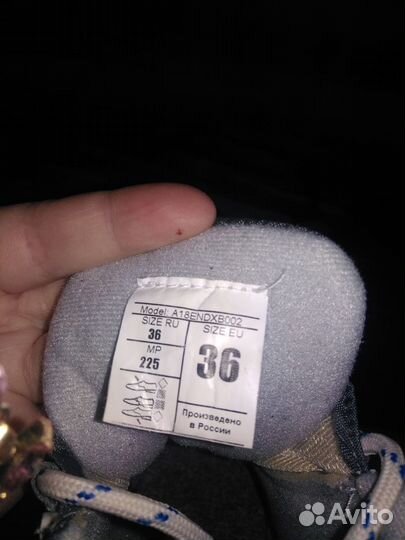 Model: A18ENDXB002
SIZE RU
36
MP
225
SIZE EU
36
Произведено
в России
Avito